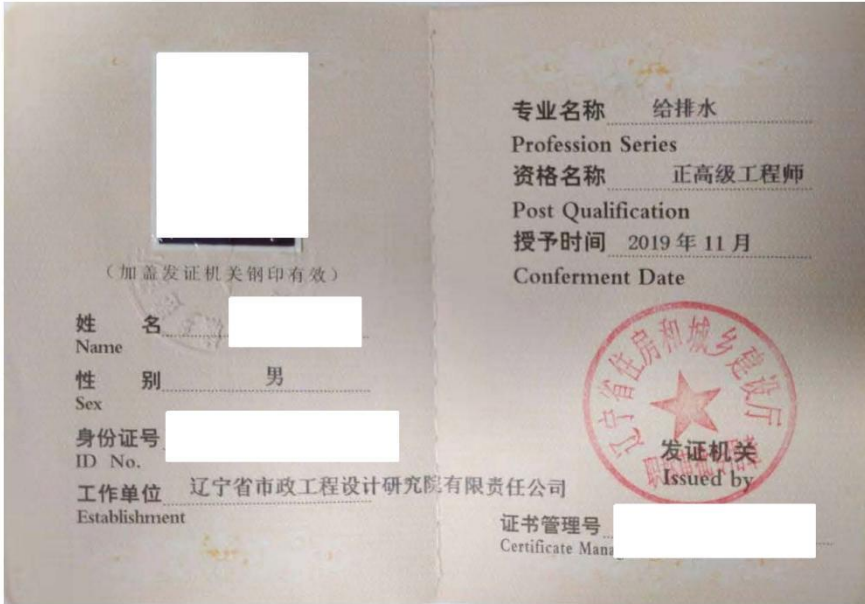 (加盖发证机关钢印有效)
姓 名
Name
性 别 男
Sex
身份证号
ID No.
工作单位 辽宁省市政工程设计研究院有限责任公司
Establishment
专业名称 给排水
Profession Series
资格名称 正高级工程师
Post Qualification
授予时间 2019 年 11 月
Conferment Date
辽宁省住房和城乡建设厅
发证机关
Issued by
证书管理号
Certificate